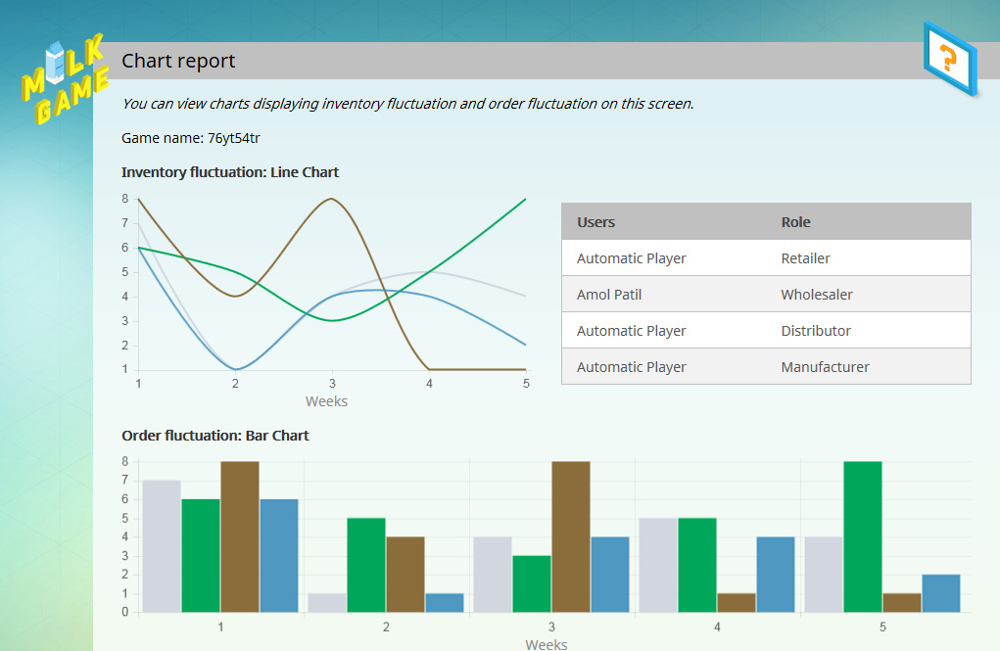 MILK
GAME
Chart report
?
You can view charts displaying inventory fluctuation and order fluctuation on this screen.
Game name: 76yt54tr
Inventory fluctuation: Line Chart
8
7
6
5
4
3
2
1
1 2 3 4 5
Weeks
Users Role
Automatic Player Retailer
Amol Patil Wholesaler
Automatic Player Distributor
Automatic Player Manufacturer
Order fluctuation: Bar Chart
8
7
6
5
4
3
2
1
0
1 2 3 4 5
Weeks